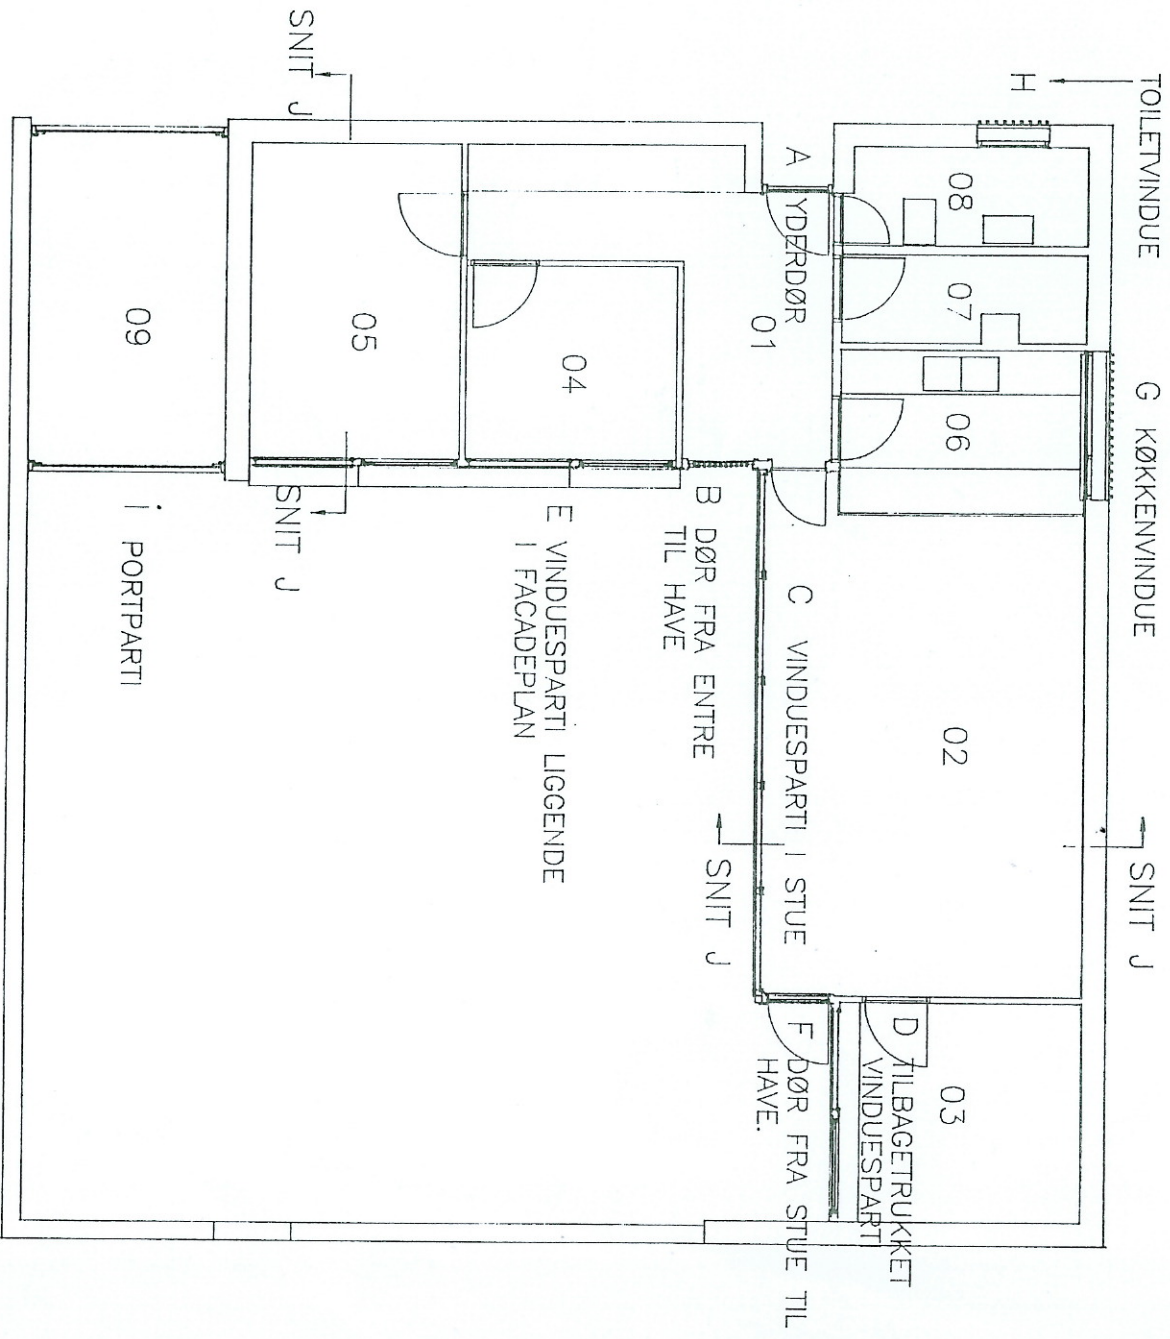 TOILETVINDUE
G KØKKENVINDUE
SNIT J
H
08
07
06
02
03
D TILBAGETRUKKET
VINDUESPART
A YDERDØR
C VINDUESPARTI I STUE
F DØR FRA STUE TIL
HAVE.
01
SNIT J
B DØR FRA ENTRE
TIL HAVE
04
E VINDUESPARTI LIGGENDE
I FACADEPLAN
05
SNIT J
SNIT J
09
i PORTPARTI